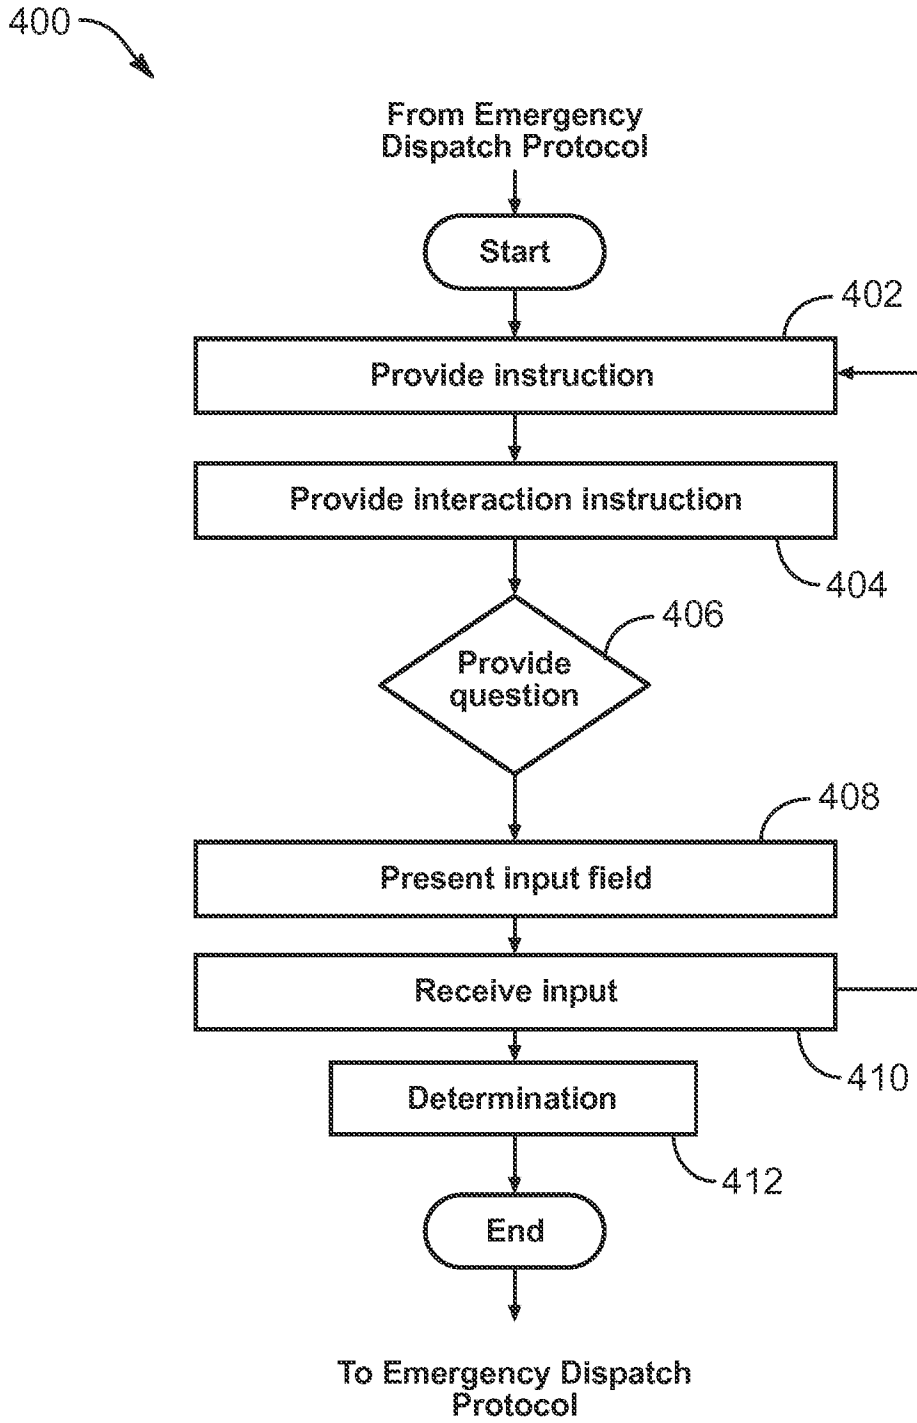 400
From Emergency
Dispatch Protocol
Start
402
Provide instruction
Provide interaction instruction
404
406
Provide
question
408
Present input field
Receive input
410
Determination
412
End
To Emergency Dispatch
Protocol